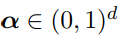 𝜶 ∈ (0, 1)ᵈ